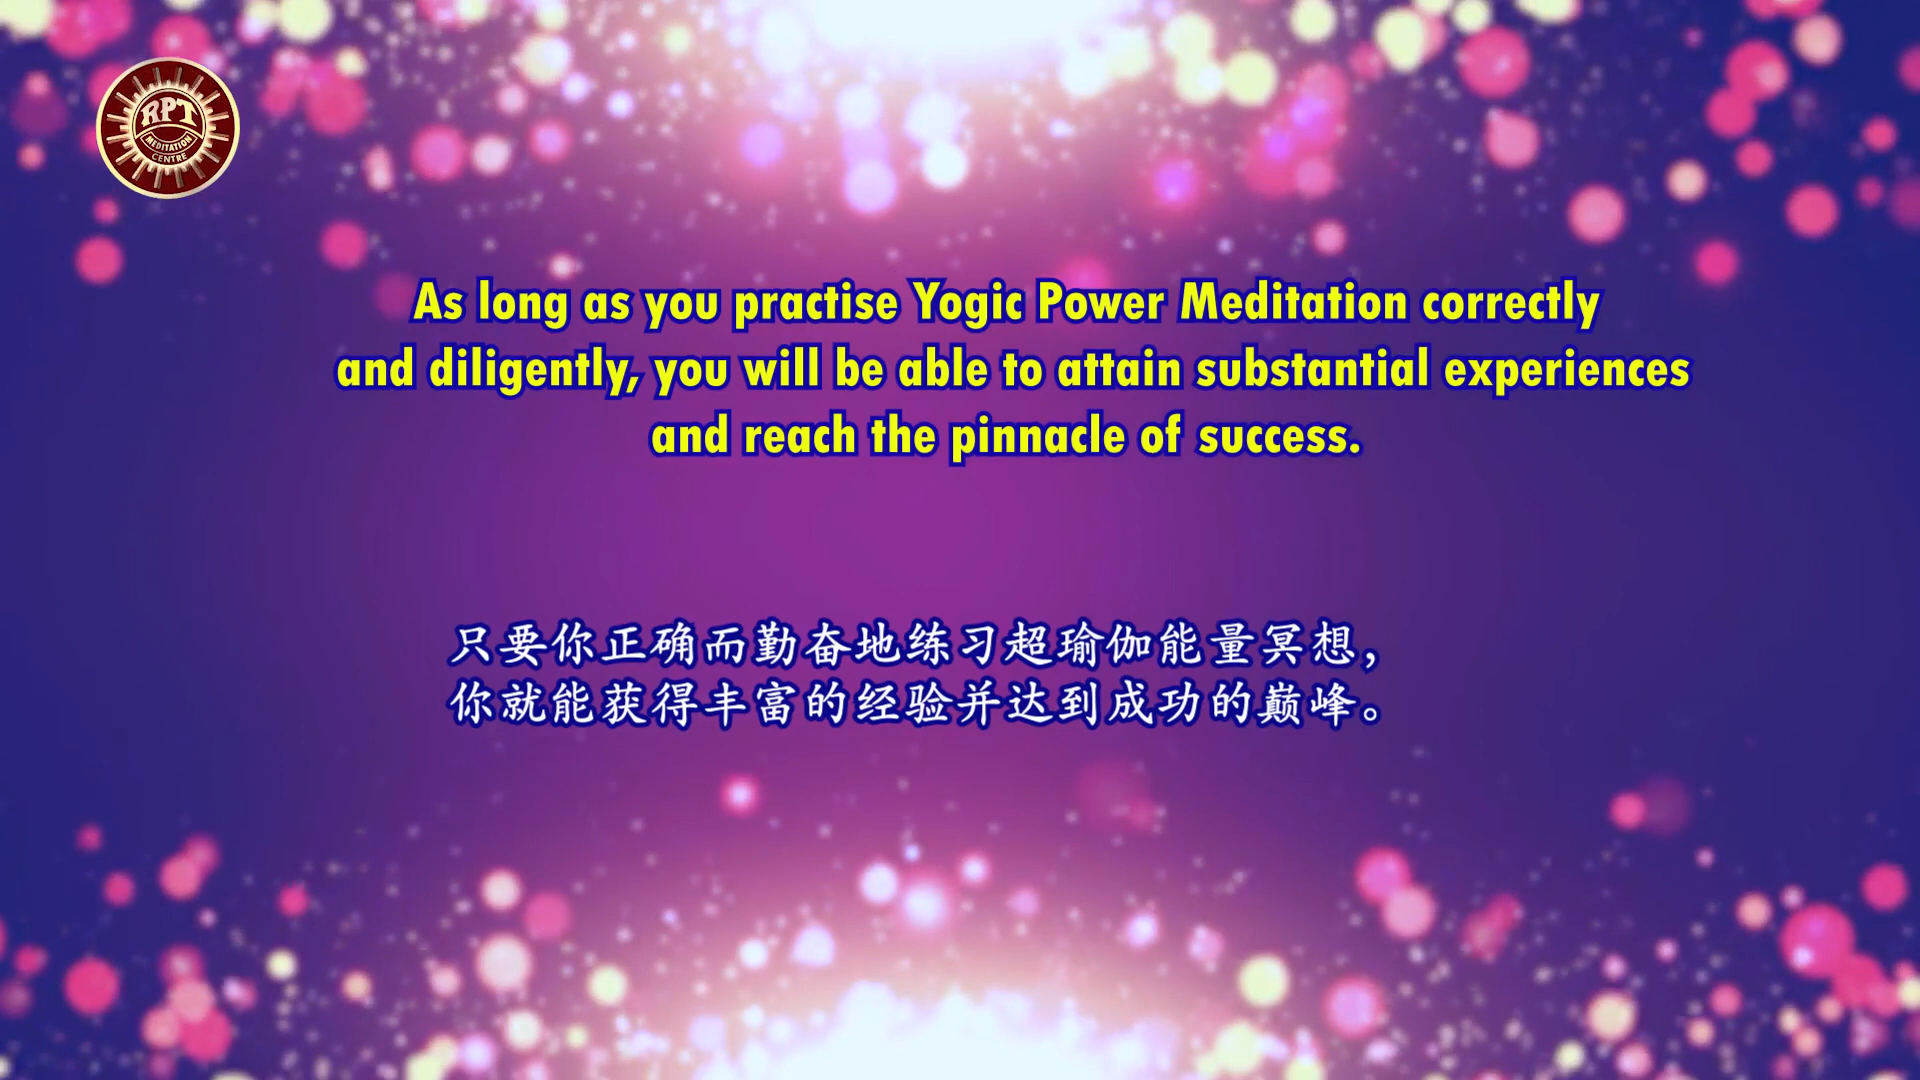 RPT
MEDITATION
CENTRE
As long as you practise Yogic Power Meditation correctly
and diligently, you will be able to attain substantial experiences
and reach the pinnacle of success.
只要你正确而勤奋地练习超瑜伽能量冥想，
你就能获得丰富的经验并达到成功的巅峰。